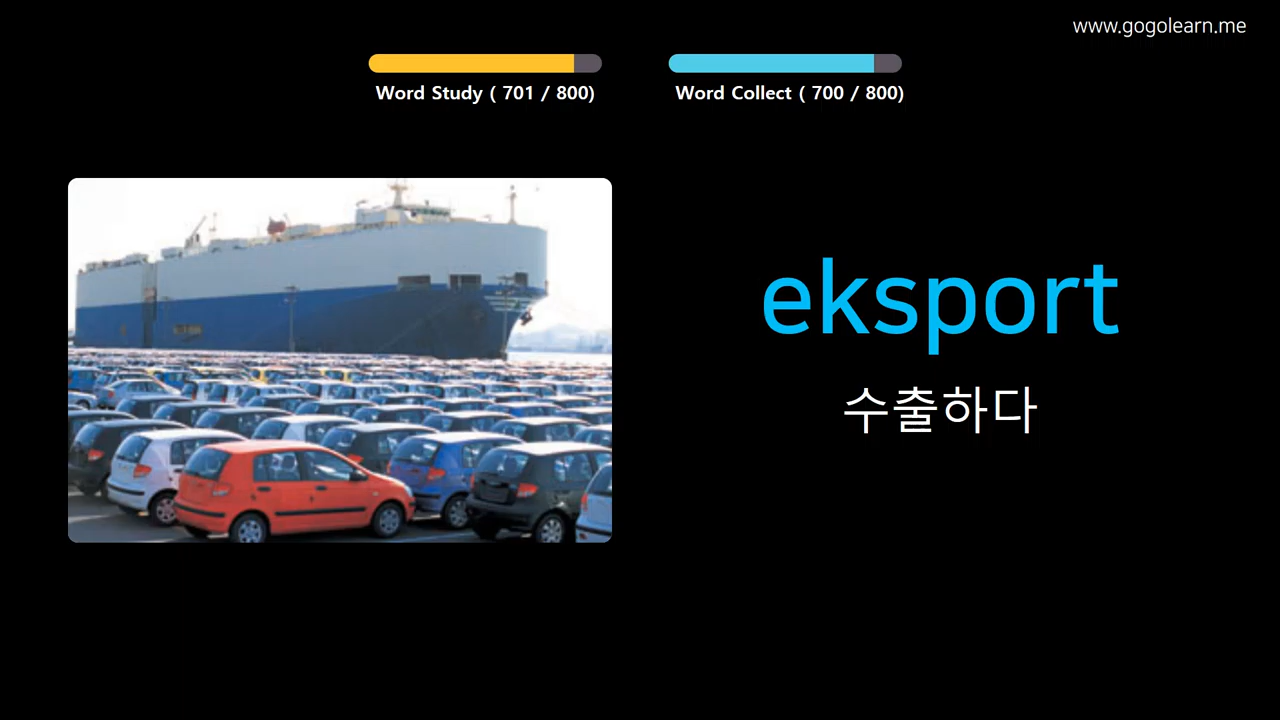 www.gogolearn.me
Word Study ( 701 / 800)
Word Collect ( 700 / 800)
eksport
수출하다